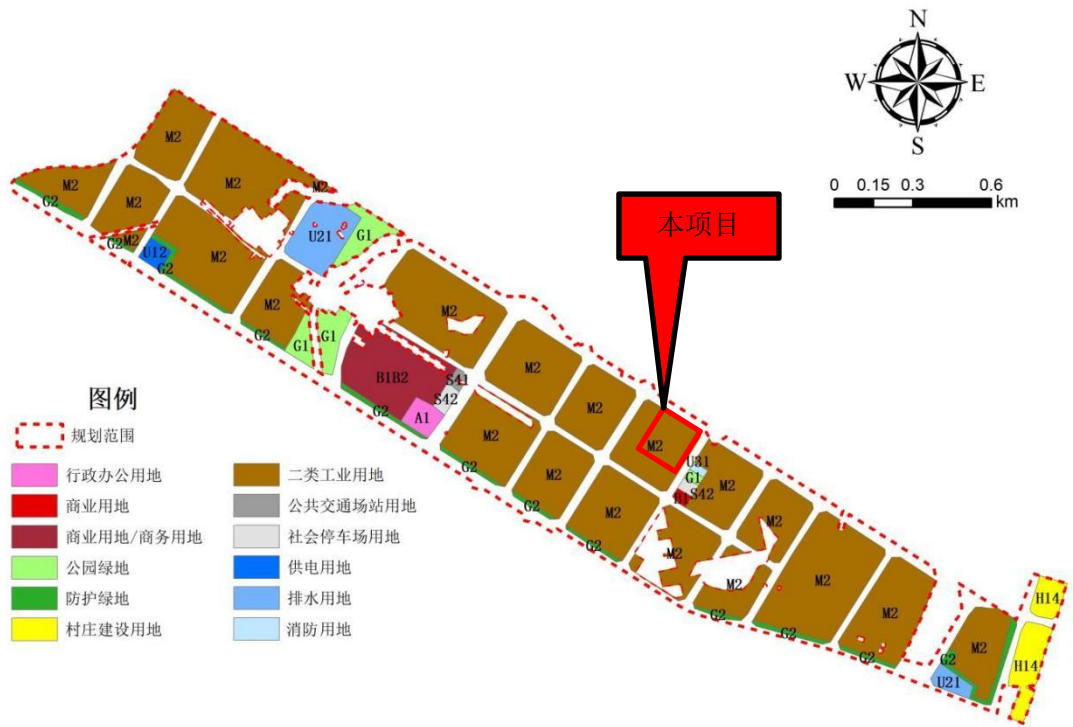 N
W E
S
0 0.15 0.3 0.6
km
本项目
M2
M2
M2
M2
M2
G2
M2
G2
M2
U12
G2
M2
U21
G1
M2
G2
G1
G1
M2
B1B2
S41
S42
A1
G2
M2
M2
M2
G2
M2
G2
M2
G2
M2
M2
U31
G1
S42
B1
M2
M2
M2
M2
G2
M2
G2
M2
G2
M2
G2
U21
H14
H14
图例
规划范围
行政办公用地
商业用地
商业用地/商务用地
公园绿地
防护绿地
村庄建设用地
二类工业用地
公共交通场站用地
社会停车场用地
供电用地
排水用地
消防用地